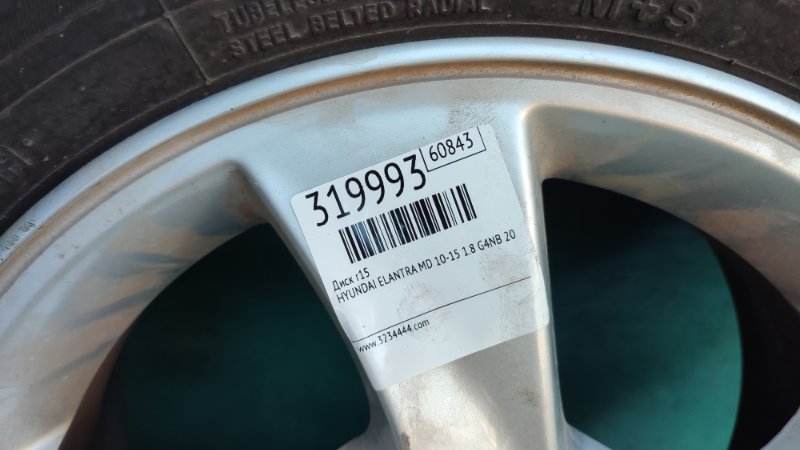 TUBELESS
STEEL BELTED RADIAL
M+S
319993
60843
Диск r15
HYUNDAI ELANTRA MD 10-15 1.8 G4NB 20
www.3234444.com